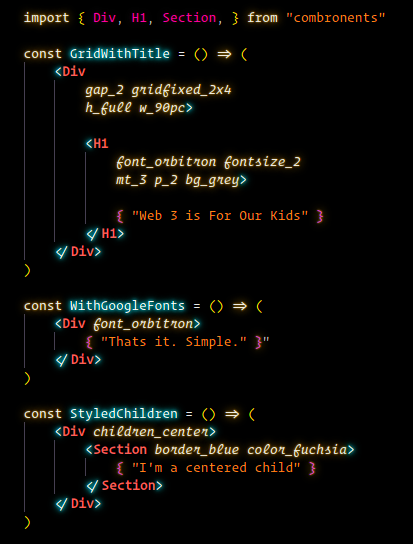 import { Div, H1, Section, } from "combronents"
const GridWithTitle = () => (
<Div
gap_2 gridfixed_2x4
h_full w_90pc>
<H1
font_orbitron fontsize_2
mt_3 p_2 bg_grey>
{ "Web 3 is For Our Kids" }
</H1>
</Div>
)
const WithGoogleFonts = () => (
<Div font_orbitron>
{ "Thats it. Simple." }"
</Div>
)
const StyledChildren = () => (
<Div children_center>
<Section border_blue color_fuchsia>
{ "I'm a centered child" }
</Section>
</Div>
)